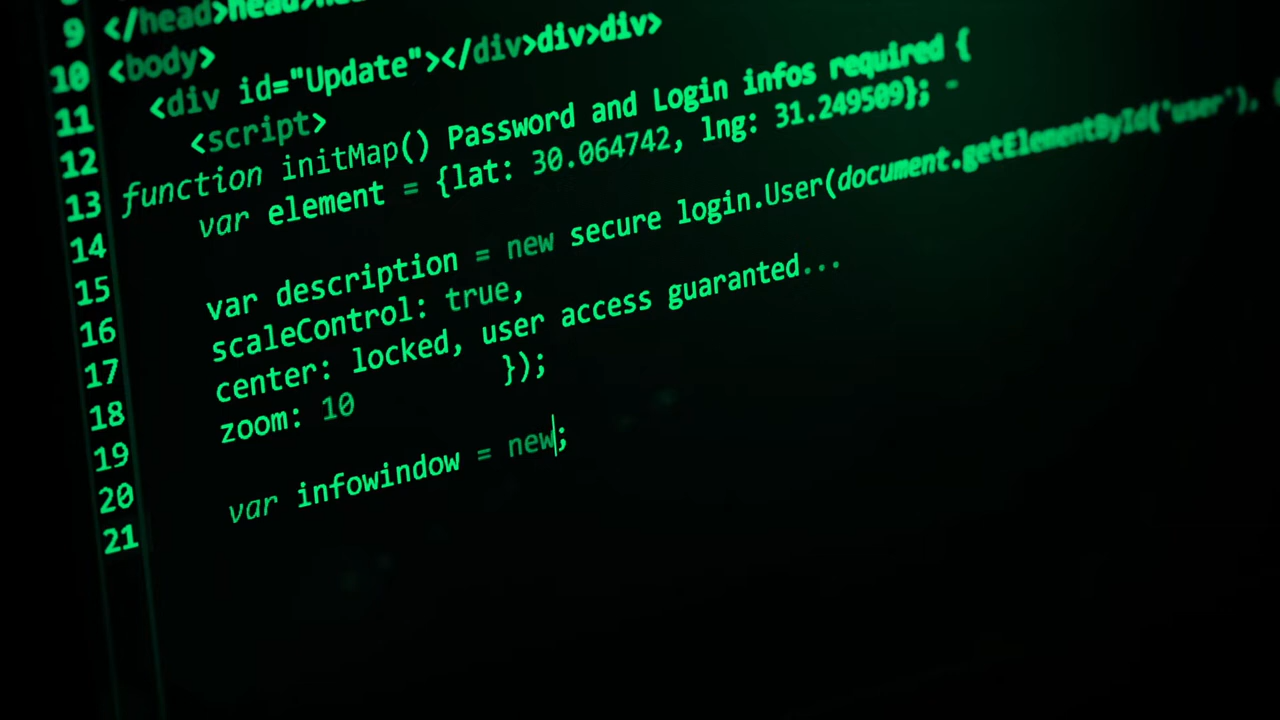 9 </head>head>
10 <body>
11 <div id="Update"></div>div>div>
12 <script>
13 function initMap() Password and Login infos required {
14 var element = {lat: 30.064742, lng: 31.249509}; -
15
16 var description = new secure login.User(document.getElementById('user'),
17 scaleControl: true,
18 center: locked, user access guaranted...
19 zoom: 10 });
20
21 var infowindow = new;